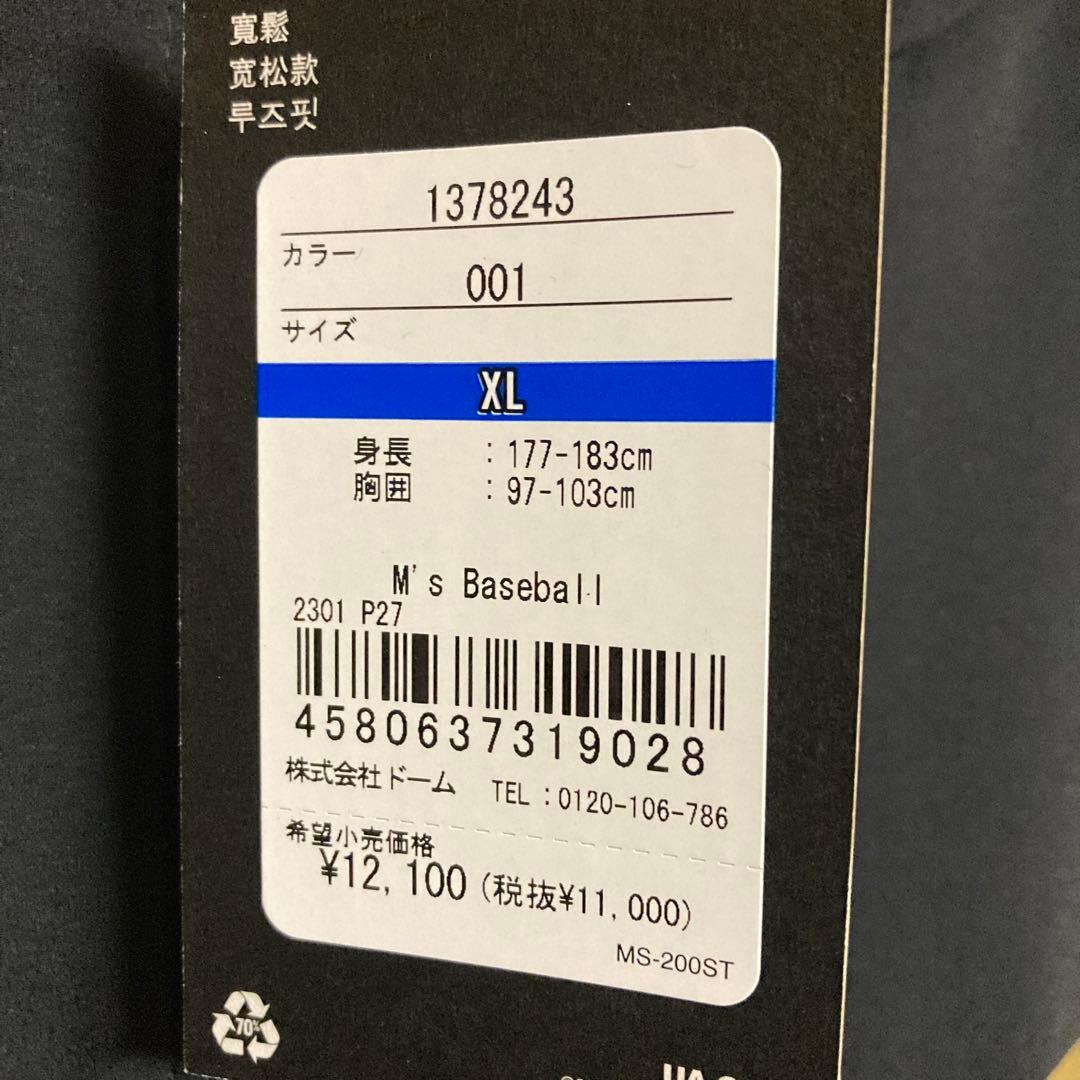 寬鬆
宽松款
루즈핏
1378243
カラー
001
サイズ
XL
身長 : 177-183cm
胸囲 : 97-103cm
M's Baseball
2301 P27
4580637319028
株式会社ドーム TEL :0120-106-786
希望小売価格
¥12,100 (税抜¥11,000)
MS-200ST
70%